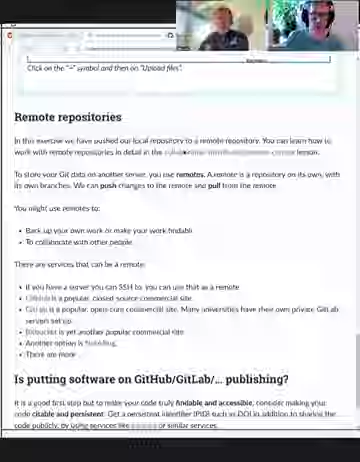 Click on the "+" symbol and then on "Upload files".
Remote repositories
In this exercise we have pushed our local repository to a remote repository. You can learn how to
work with remote repositories in detail in the lesson.
To store your Git data on another server, you use remotes. A remote is a repository on its own, with
its own branches. We can push changes to the remote and pull from the remote.
You might use remotes to:
Back up your own work or make your work findable.
To collaborate with other people.
There are services that can be a remote:
If you have a server you can SSH to, you can use that as a remote
GitHub is a popular, closed source commercial site.
GitLab is a popular open core commercial site. Many universities have their own private GitLab
servers set up.
Bitbucket is yet another popular commercial site.
Another option is
There are more ...
Is putting software on GitHub/GitLab/... publishing?
It is a good first step but to make your code truly findable and accessible, consider making your
code citable and persistent: Get a persistent identifier (PID) such as DOI in addition to sharing the
code publicly, by using services like or similar services.